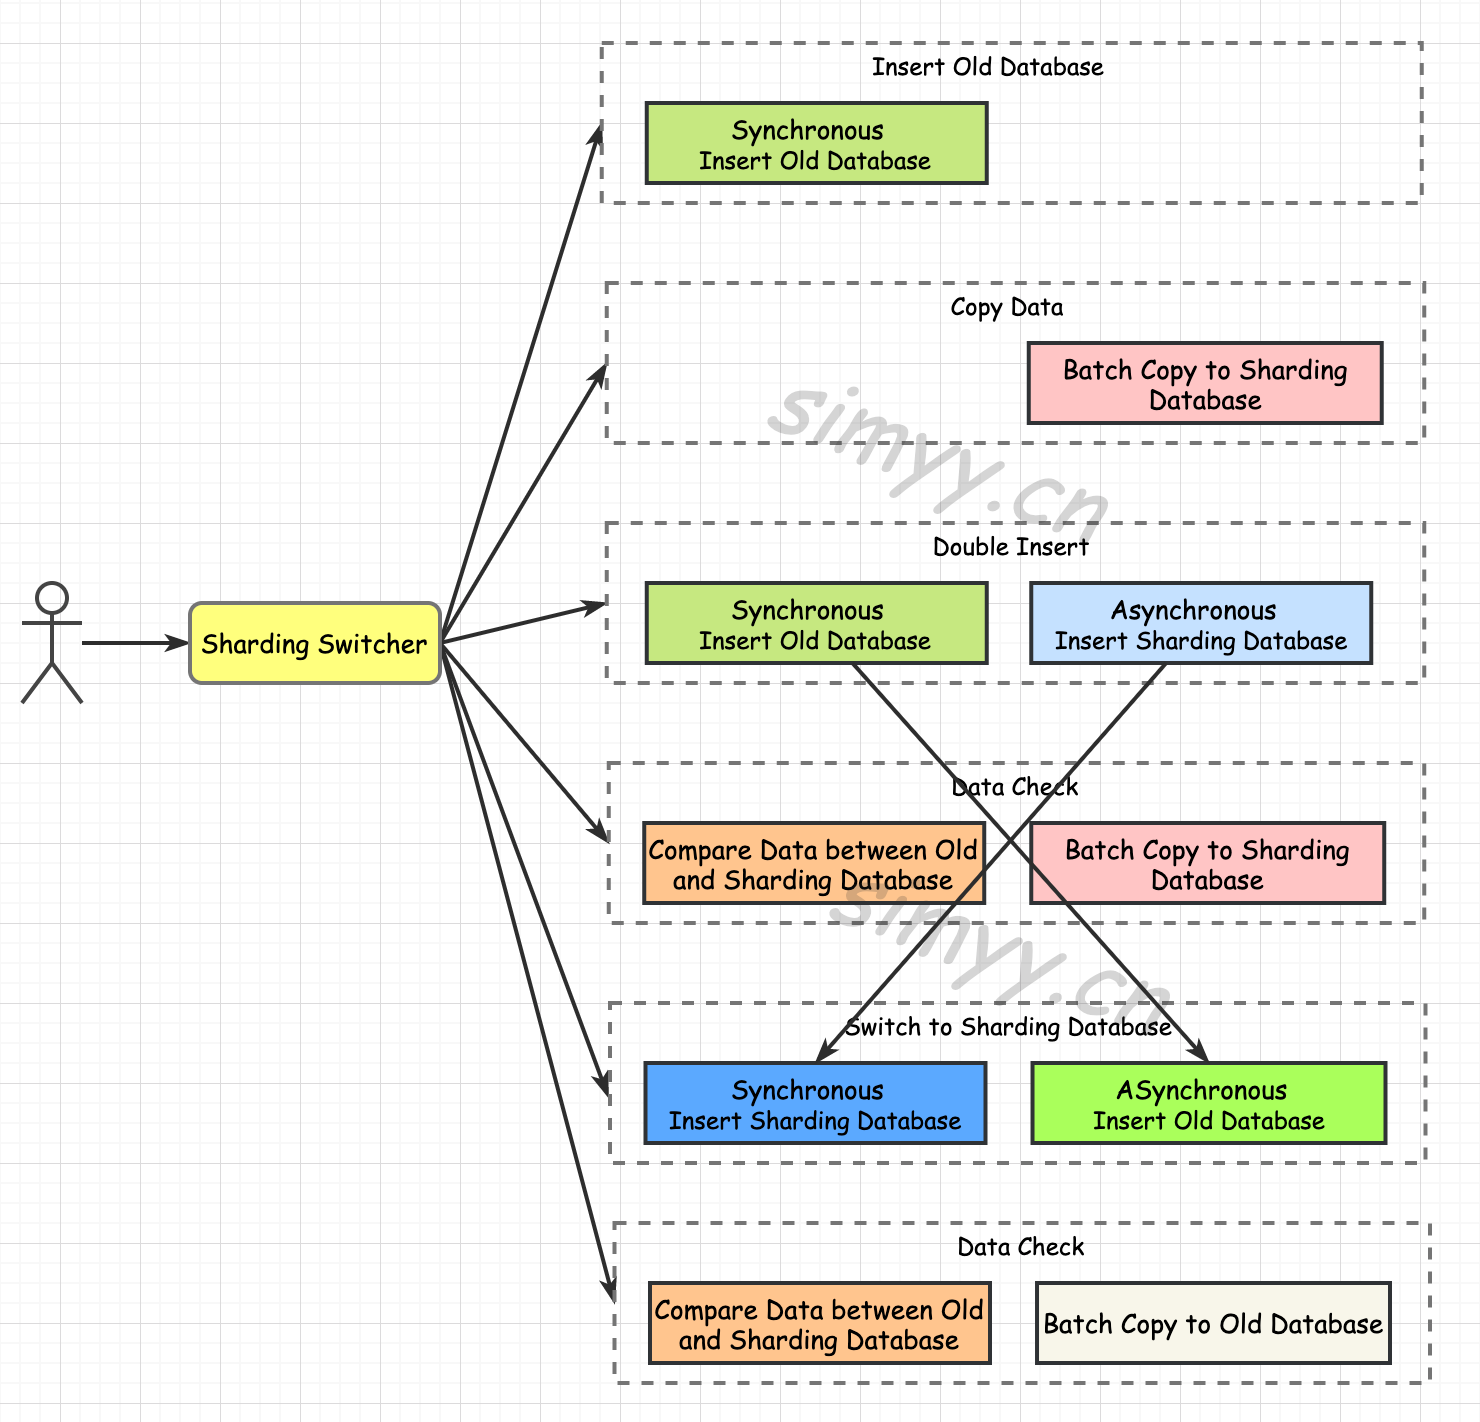 Insert Old Database
Synchronous
Insert Old Database
Copy Data
Batch Copy to Sharding
Database
simyy.cn
Double Insert
Synchronous
Insert Old Database
Asynchronous
Insert Sharding Database
Sharding Switcher
Data Check
Compare Data between Old
and Sharding Database
Batch Copy to Sharding
Database
simyy.cn
Switch to Sharding Database
Synchronous
Insert Sharding Database
ASynchronous
Insert Old Database
Data Check
Compare Data between Old
and Sharding Database
Batch Copy to Old Database